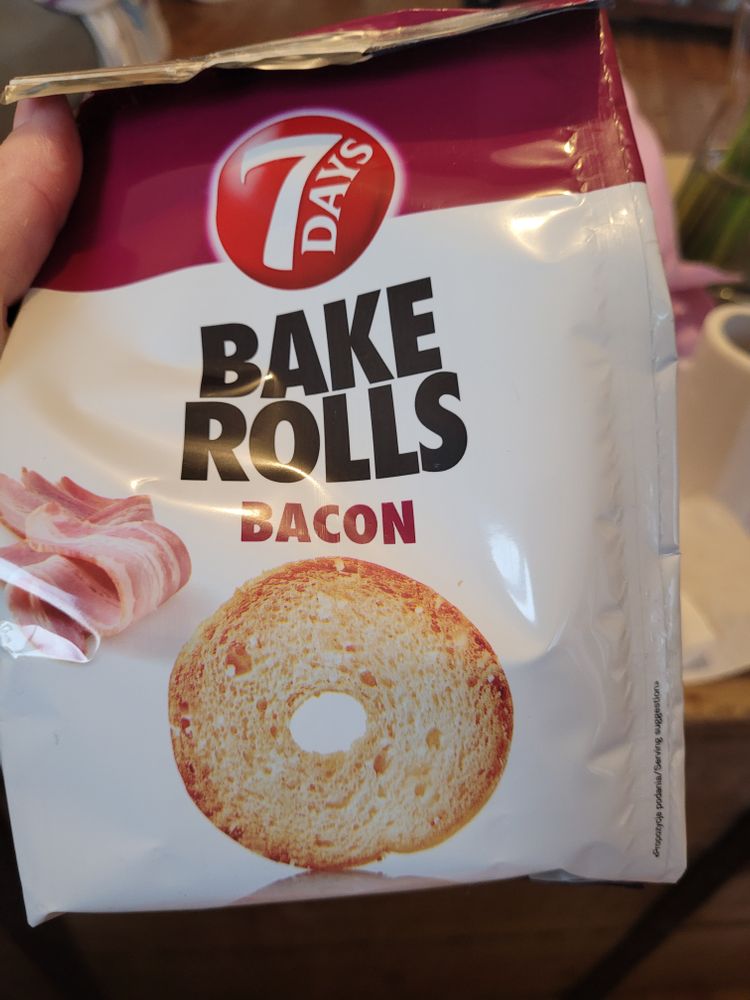 7
DAYS
BAKE
ROLLS
BACON
Propozycja podania/Serving suggestion